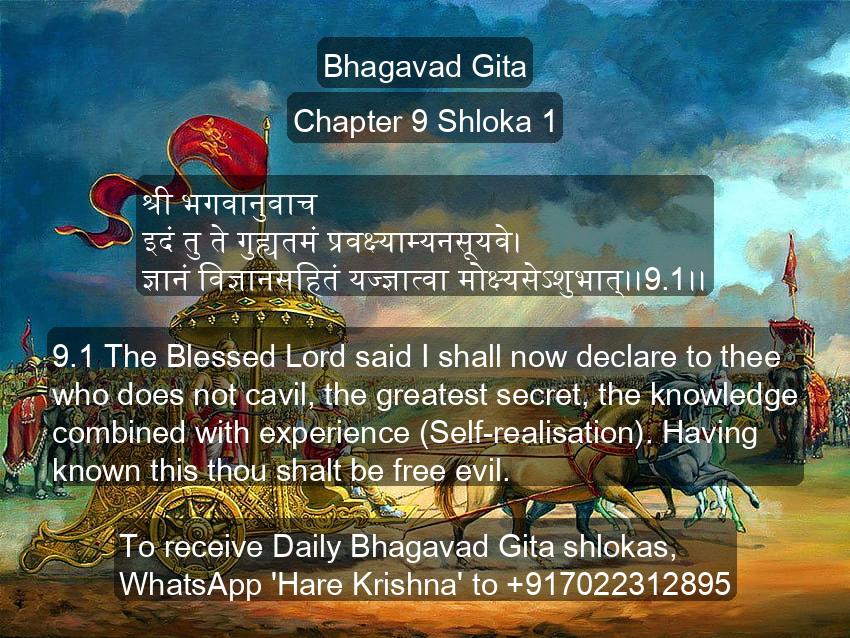 Bhagavad Gita
Chapter 9 Shloka 1
श्री भगवानुवाच
इदं तु ते गुह्यतमं प्रवक्ष्याम्यनसूयवे।
ज्ञानं विज्ञानसहितं यज्ज्ञात्वा मोक्ष्यसेऽशुभात्।।9.1।।
9.1 The Blessed Lord said I shall now declare to thee
who does not cavil, the greatest secret, the knowledge
combined with experience (Self-realisation). Having
known this thou shalt be free evil.
To receive Daily Bhagavad Gita shlokas,
WhatsApp 'Hare Krishna' to +917022312895